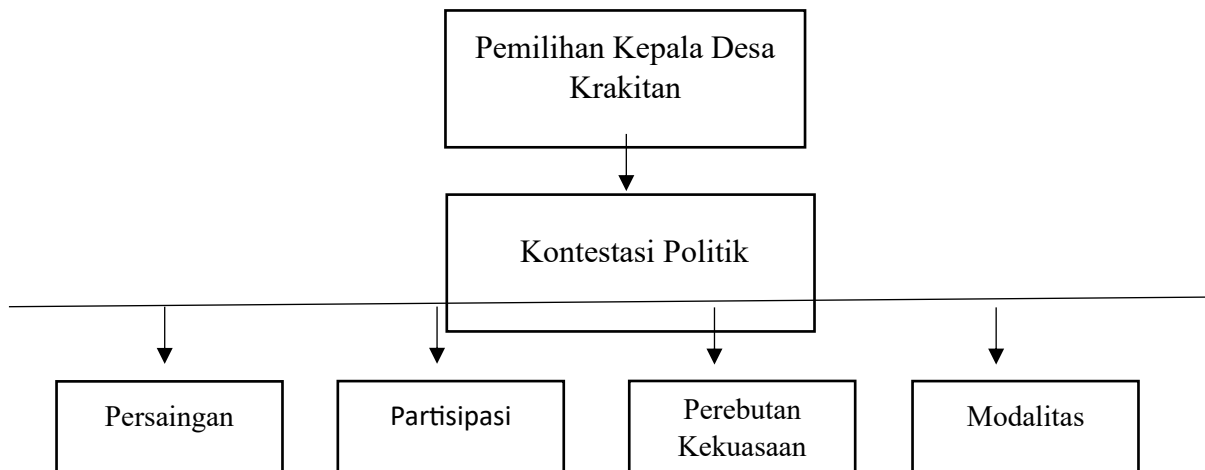 Pemilihan Kepala Desa
Krakitan
Kontestasi Politik
Persaingan
Partisipasi
Perebutan
Kekuasaan
Modalitas